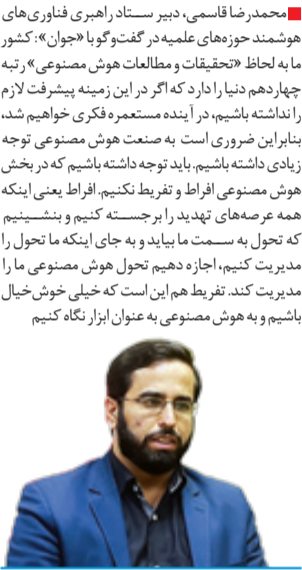 محمدرضا قاسمی، دبیر ستاد راهبری فناوری‌های
هوشمند حوزه‌های علمیه در گفت‌وگو با «جوان»: کشور
ما به لحاظ «تحقیقات و مطالعات هوش مصنوعی» رتبه
چهاردهم دنیا را دارد که اگر در این زمینه پیشرفت لازم
را نداشته باشیم، در آینده مستعمره فکری خواهیم شد،
بنابراین ضروری است به صنعت هوش مصنوعی توجه
زیادی داشته باشیم. باید توجه داشته باشیم که در بخش
هوش مصنوعی افراط و تفریط نکنیم. افراط یعنی اینکه
همه عرصه‌های تهدید را برجسته کنیم و بنشینیم
که تحول به سمت ما بیاید و به جای اینکه ما تحول را
مدیریت کنیم، اجازه دهیم تحول هوش مصنوعی ما را
مدیریت کند. تفریط هم این است که خیلی خوش‌خیال
باشیم و به هوش مصنوعی به عنوان ابزار نگاه کنیم